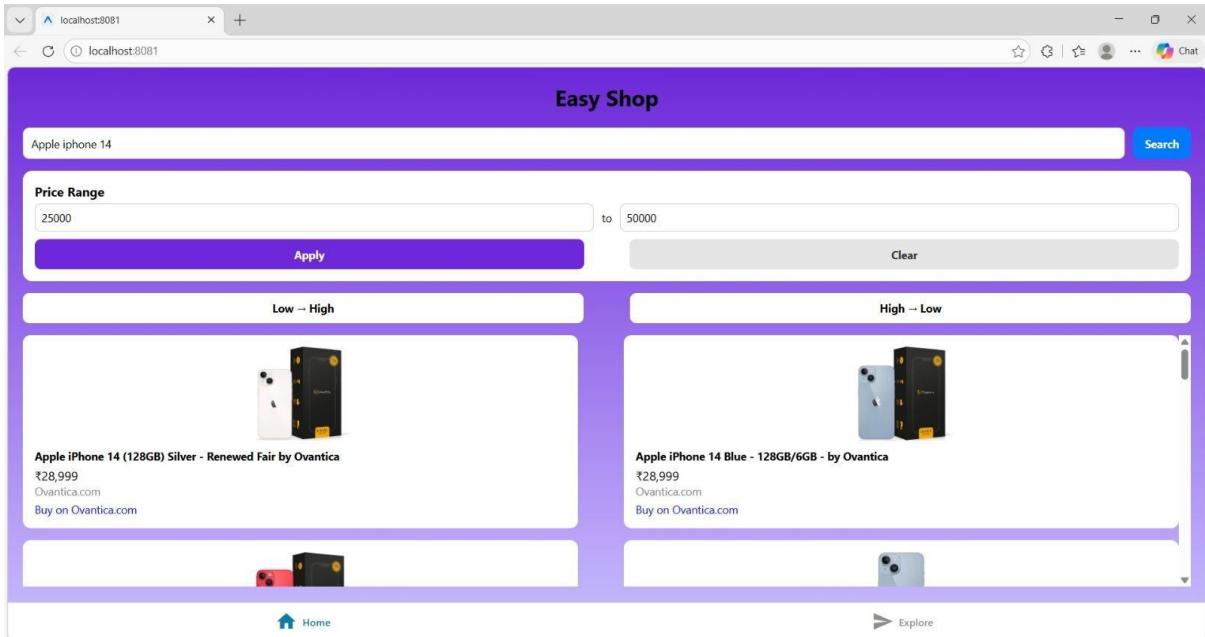 localhost:8081
localhost:8081
Chat
Easy Shop
Apple iphone 14
Search
Price Range
25000 to 50000
Apply Clear
Low → High High → Low
Apple iPhone 14 (128GB) Silver - Renewed Fair by Ovantica
₹28,999
Ovantica.com
Buy on Ovantica.com
Apple iPhone 14 Blue - 128GB/6GB - by Ovantica
₹28,999
Ovantica.com
Buy on Ovantica.com
Home Explore